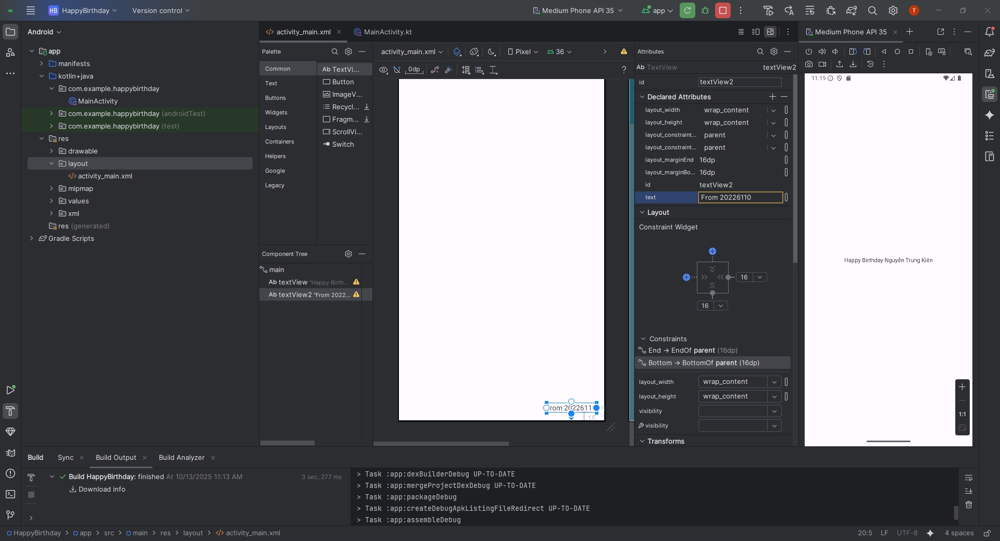 HB HappyBirthday Version control Medium Phone API 35 app T
Android
app
manifests
kotlin+java
com.example.happybirthday
MainActivity
com.example.happybirthday (androidTest)
com.example.happybirthday (test)
res
drawable
layout
activity_main.xml
mipmap
values
xml
res (generated)
Gradle Scripts
activity_main.xml MainActivity.kt
Palette
Common
Text
Buttons
Widgets
Layouts
Containers
Helpers
Google
Legacy
Ab TextVi...
Button
ImageV...
Recycl...
Fragm...
ScrollVi...
Switch
Component Tree
main
Ab textView "Happy Birth...
Ab textView2 "From 2022...
activity_main.xml Pixel 36
0dp ?
From 2022611
16
Attributes
Ab TextView textView2
id textView2
Declared Attributes
layout_width wrap_content
layout_height wrap_content
layout_constraint... parent
layout_constraint... parent
layout_marginEnd 16dp
layout_marginBo... 16dp
id textView2
text From 20226110
Layout
Constraint Widget
16
16
Constraints
End → EndOf parent (16dp)
Bottom → BottomOf parent (16dp)
layout_width wrap_content
layout_height wrap_content
visibility
visibility
Transforms
Medium Phone API 35
11:19
Happy Birthday Nguyễn Trung Kiên
1:1
Build Sync Build Output Build Analyzer
Build HappyBirthday: finished At 10/13/2025 11:13 AM 3 sec, 277 ms
Download info
> Task :app:dexBuilderDebug UP-TO-DATE
> Task :app:mergeProjectDexDebug UP-TO-DATE
> Task :app:packageDebug
> Task :app:createDebugApkListingFileRedirect UP-TO-DATE
> Task :app:assembleDebug
HappyBirthday > app > src > main > res > layout > activity_main.xml 20:5 LF UTF-8 4 spaces